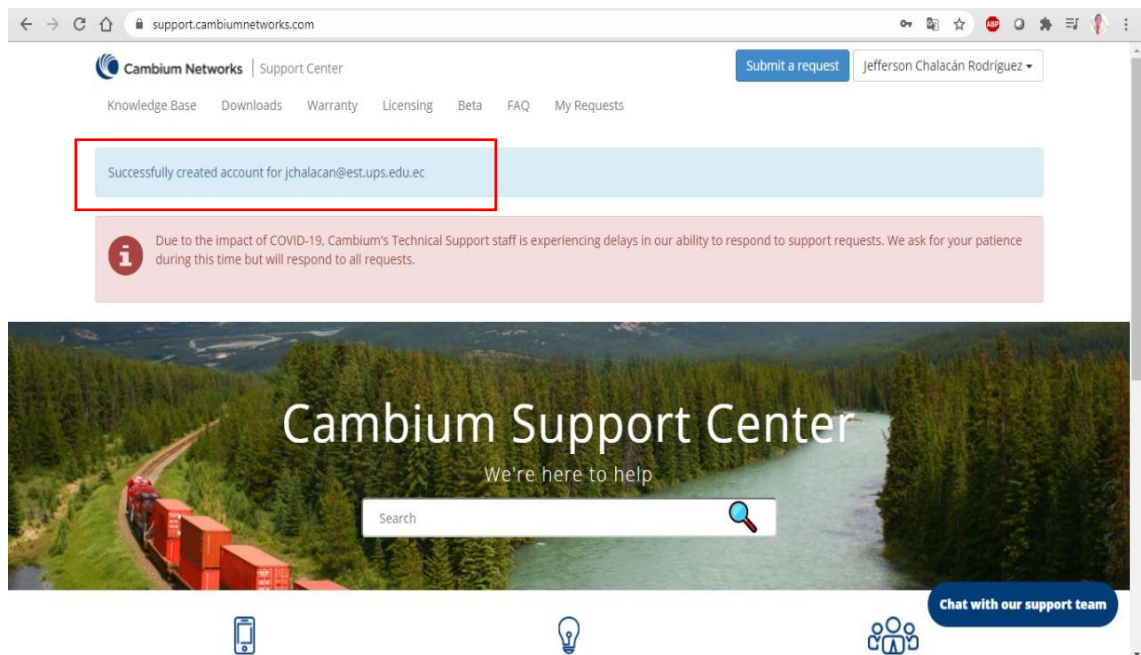 support.cambiumnetworks.com
ABP
Cambium Networks | Support Center
Submit a request
Jefferson Chalacán Rodríguez
Knowledge Base Downloads Warranty Licensing Beta FAQ My Requests
Successfully created account for jchalacan@est.ups.edu.ec
Due to the impact of COVID-19, Cambium's Technical Support staff is experiencing delays in our ability to respond to support requests. We ask for your patience
during this time but will respond to all requests.
Cambium Support Center
We're here to help
Search
Chat with our support team